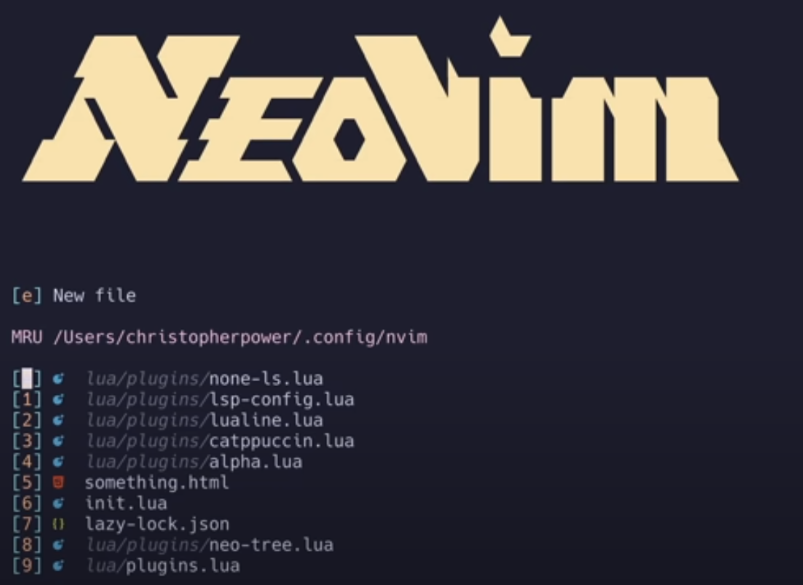 NEOVIM
[e] New file
MRU /Users/christopherpower/.config/nvim
[ ] lua/plugins/none-ls.lua
[1] lua/plugins/lsp-config.lua
[2] lua/plugins/lualine.lua
[3] lua/plugins/catppuccin.lua
[4] lua/plugins/alpha.lua
[5] something.html
[6] init.lua
[7] {} lazy-lock.json
[8] lua/plugins/neo-tree.lua
[9] lua/plugins.lua